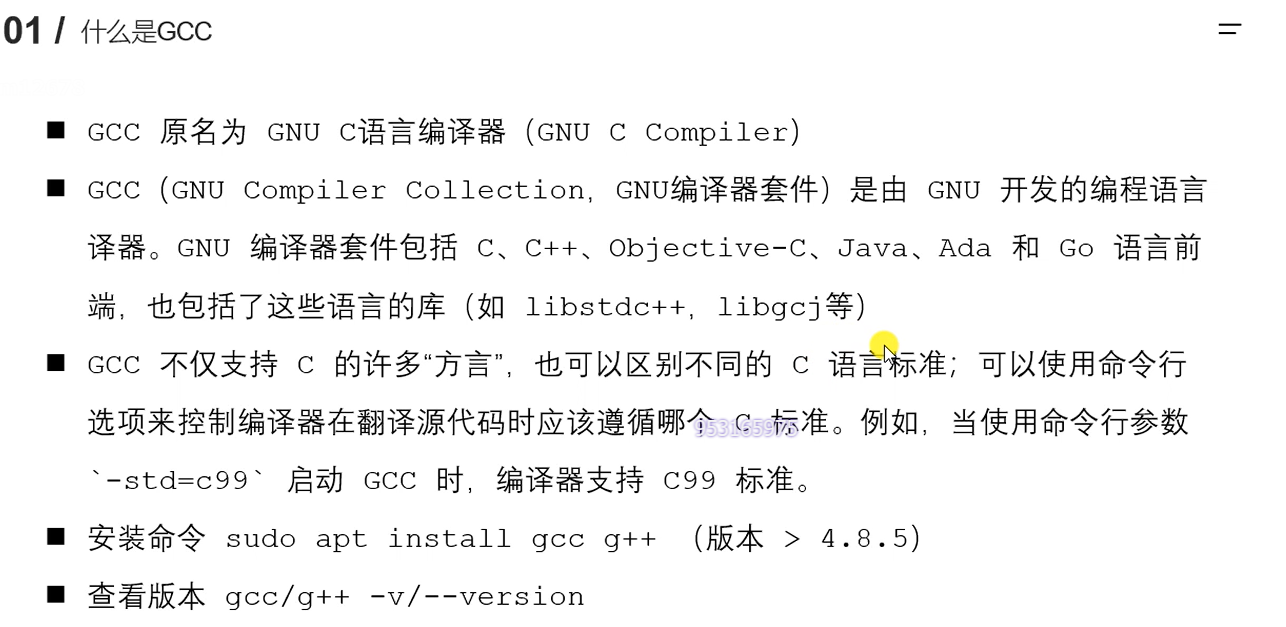 01 / 什么是GCC
■ GCC 原名为 GNU C语言编译器（GNU C Compiler）
■ GCC（GNU Compiler Collection，GNU编译器套件）是由 GNU 开发的编程语言
译器。GNU 编译器套件包括 C、C++、Objective-C、Java、Ada 和 Go 语言前
端，也包括了这些语言的库（如 libstdc++，libgcj等）
■ GCC 不仅支持 C 的许多“方言”，也可以区别不同的 C 语言标准；可以使用命令行
选项来控制编译器在翻译源代码时应该遵循哪个 C 标准。例如，当使用命令行参数
953165975
`-std=c99` 启动 GCC 时，编译器支持 C99 标准。
■ 安装命令 sudo apt install gcc g++ （版本 > 4.8.5）
■ 查看版本 gcc/g++ -v/--version